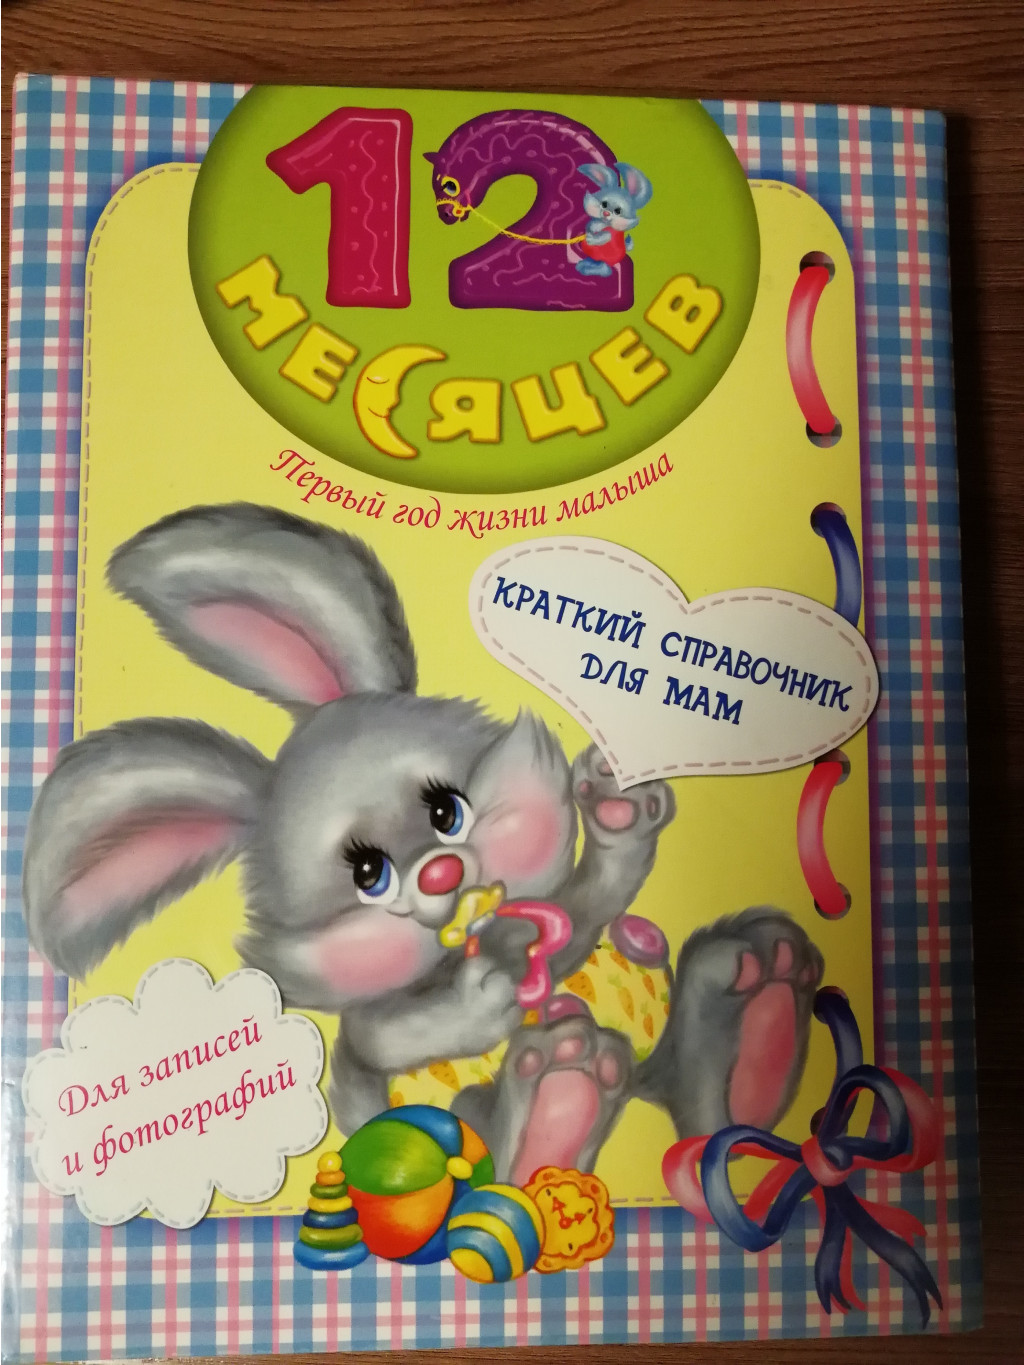 12
МЕСЯЦЕВ
Первый год жизни малыша
КРАТКИЙ СПРАВОЧНИК
ДЛЯ МАМ
Для записей
и фотографий